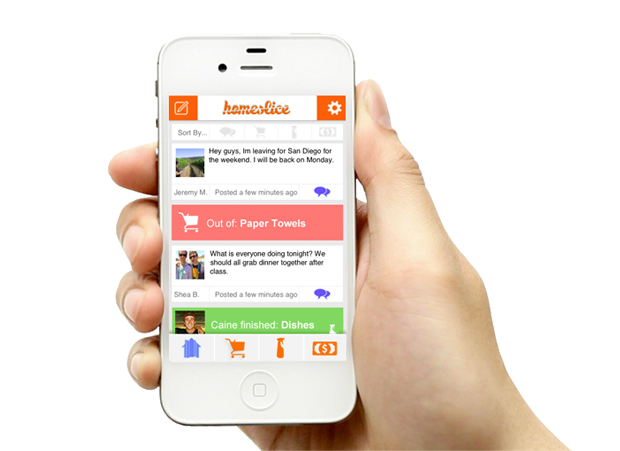 homeslice
Sort By...
Hey guys, Im leaving for San Diego for
the weekend. I will be back on Monday.
Jeremy M. Posted a few minutes ago
Out of: Paper Towels
What is everyone doing tonight? We
should all grab dinner together after
class.
Shea B. Posted a few minutes ago
Caine finished: Dishes
$